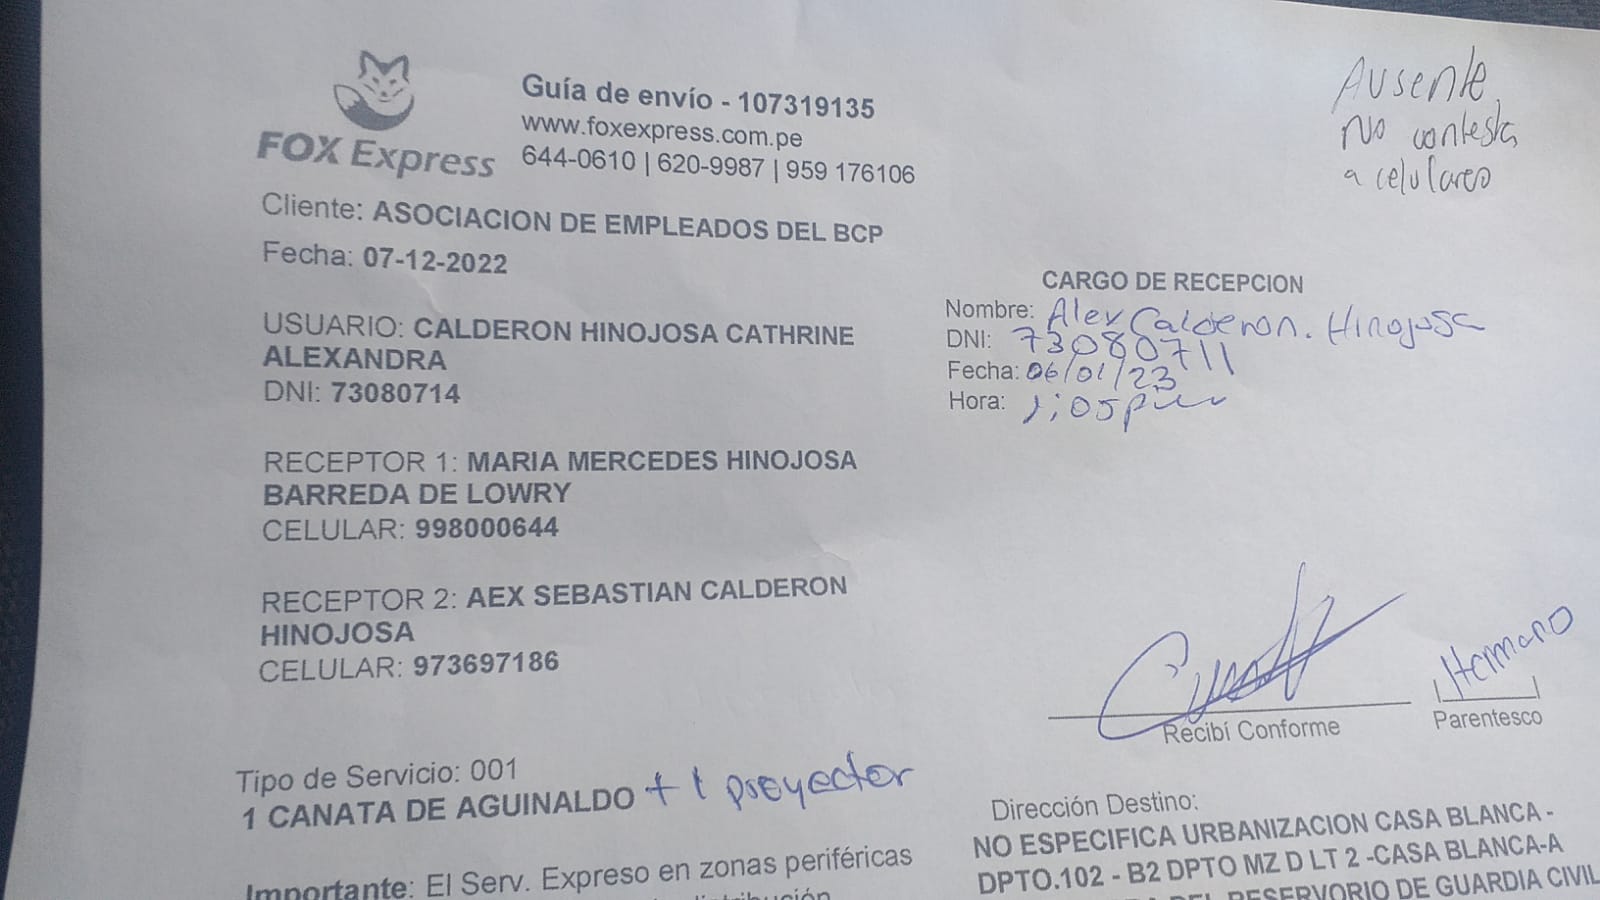 FOX Express
Guía de envío - 107319135
www.foxexpress.com.pe
644-0610 | 620-9987 | 959 176106
Ausente
no contesta
a celulares
Cliente: ASOCIACION DE EMPLEADOS DEL BCP
Fecha: 07-12-2022
USUARIO: CALDERON HINOJOSA CATHRINE
ALEXANDRA
DNI: 73080714
RECEPTOR 1: MARIA MERCEDES HINOJOSA
BARREDA DE LOWRY
CELULAR: 998000644
RECEPTOR 2: AEX SEBASTIAN CALDERON
HINOJOSA
CELULAR: 973697186
CARGO DE RECEPCION
Nombre: Alex Calderon. Hinojosa
DNI: 73080711
Fecha: 06/01/23
Hora: 1:05 pm
Recibí Conforme
Hermano
Parentesco
Tipo de Servicio: 001
1 CANATA DE AGUINALDO + 1 proyector
Importante: El Serv. Expreso en zonas periféricas
Dirección Destino:
NO ESPECIFICA URBANIZACION CASA BLANCA -
DPTO.102 - B2 DPTO MZ D LT 2 -CASA BLANCA-A
DEL RESERVORIO DE GUARDIA CIVIL